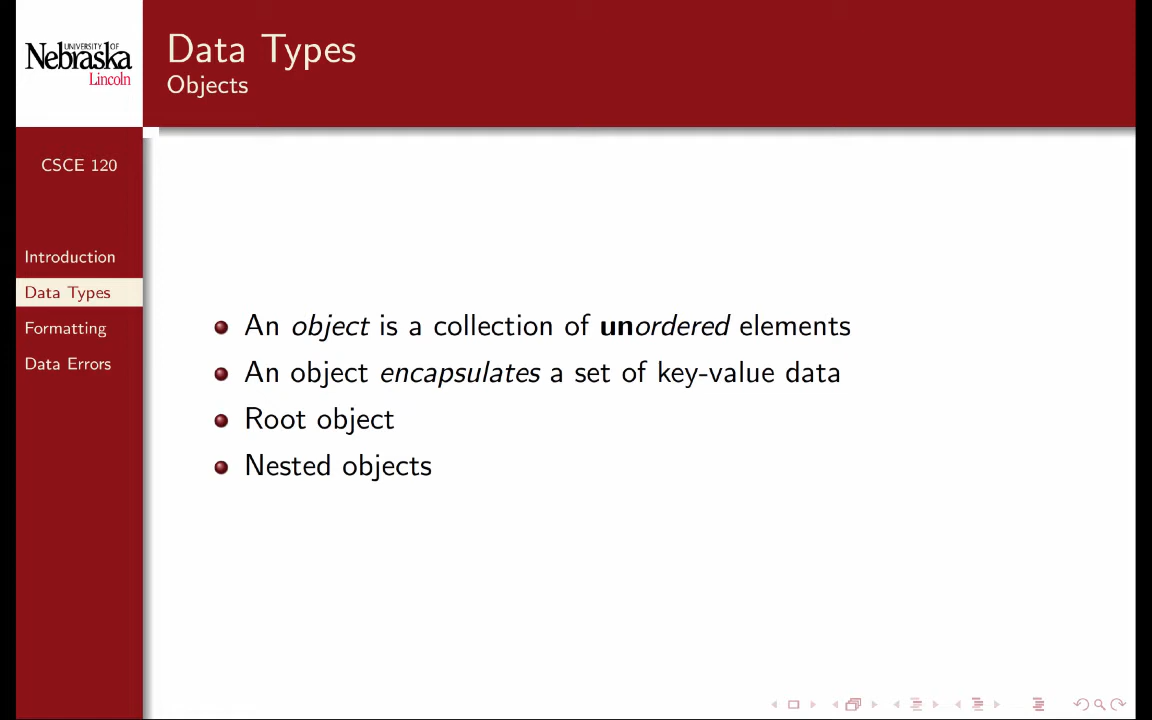 UNIVERSITY OF
Nebraska
Lincoln
Data Types
Objects
CSCE 120
Introduction
Data Types
Formatting
Data Errors
An object is a collection of unordered elements
An object encapsulates a set of key-value data
Root object
Nested objects